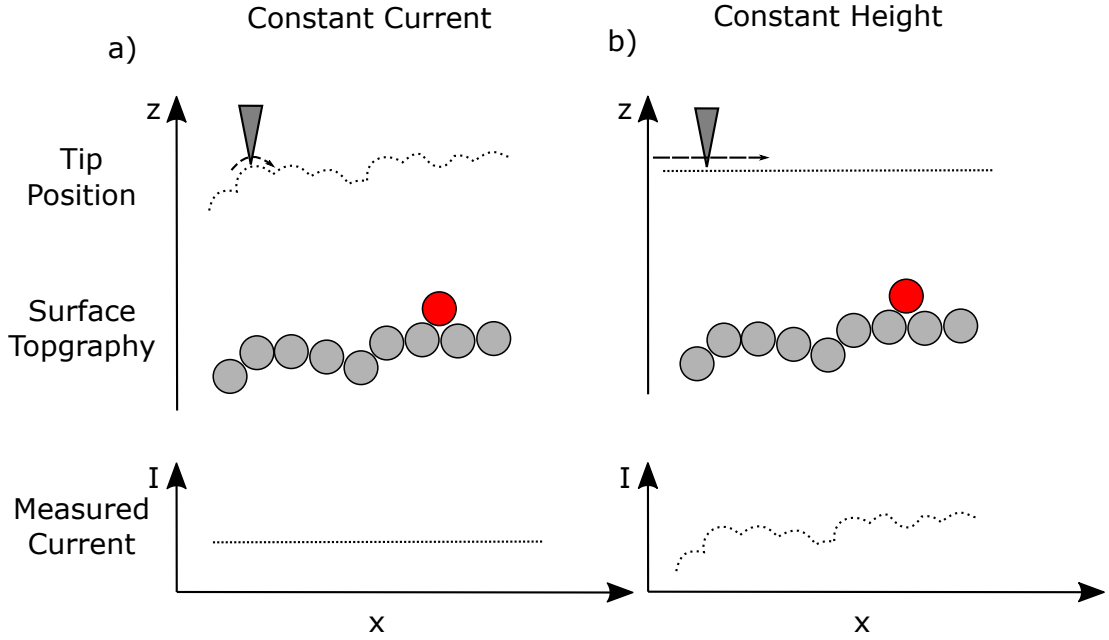 Constant Current
Constant Height
a)
b)
z
z
Tip
Position
Surface
Topgraphy
I
I
Measured
Current
x
x